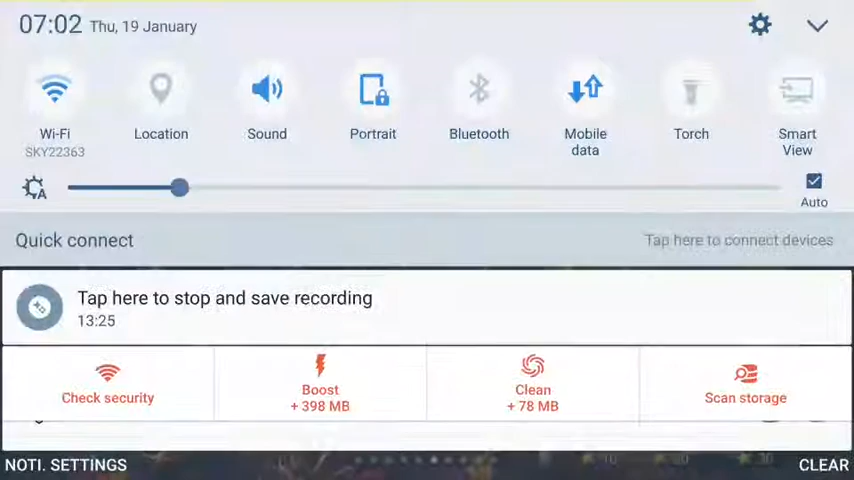 07:02 Thu, 19 January
Wi-Fi
SKY22363
Location
Sound
Portrait
Bluetooth
Mobile
data
Torch
Smart
View
A
Auto
Quick connect
Tap here to connect devices
Tap here to stop and save recording
13:25
Check security
Boost
+ 398 MB
Clean
+ 78 MB
Scan storage
NOTI. SETTINGS
CLEAR